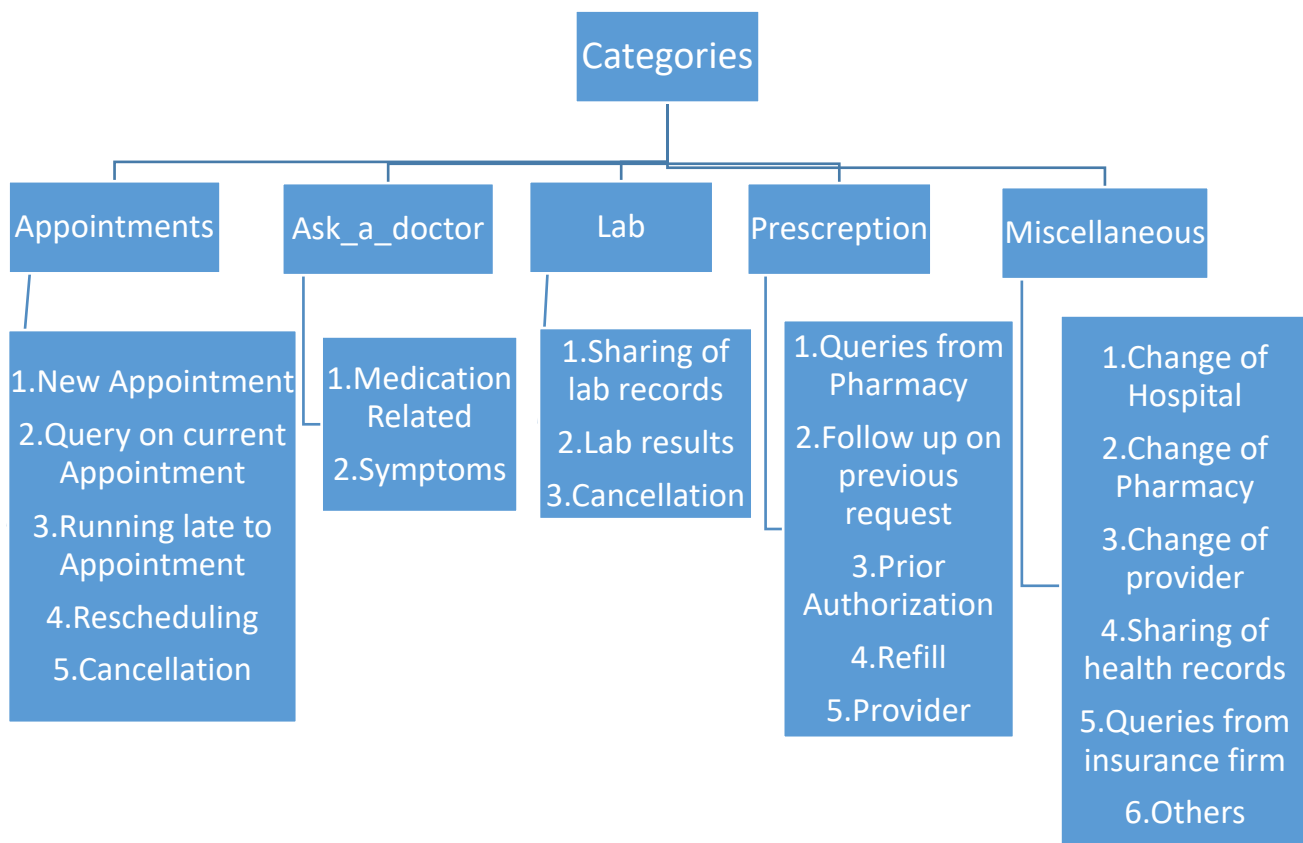 Categories
Appointments
Ask_a_doctor
Lab
Prescreption
Miscellaneous
1.New Appointment
2.Query on current
Appointment
3.Running late to
Appointment
4.Rescheduling
5.Cancellation
1.Medication
Related
2.Symptoms
1.Sharing of
lab records
2.Lab results
3.Cancellation
1.Queries from
Pharmacy
2.Follow up on
previous
request
3.Prior
Authorization
4.Refill
5.Provider
1.Change of
Hospital
2.Change of
Pharmacy
3.Change of
provider
4.Sharing of
health records
5.Queries from
insurance firm
6.Others